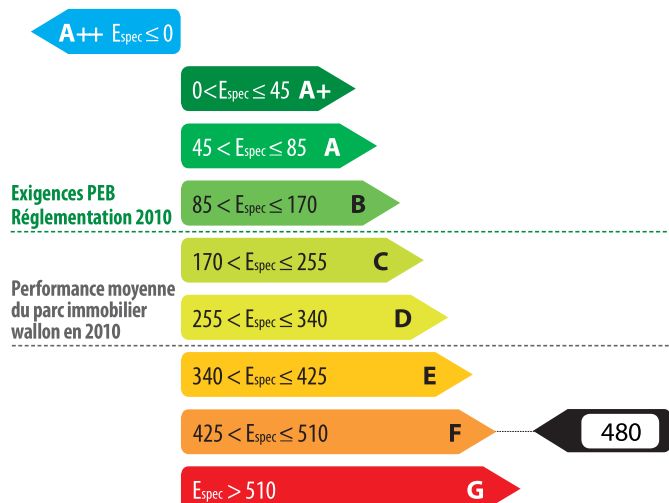 A++ Espec ≤ 0
0 < Espec ≤ 45 A+
45 < Espec ≤ 85 A
Exigences PEB
Réglementation 2010
85 < Espec ≤ 170 B
170 < Espec ≤ 255 C
Performance moyenne
du parc immobilier
wallon en 2010
255 < Espec ≤ 340 D
340 < Espec ≤ 425 E
425 < Espec ≤ 510 F
480
Espec > 510 G